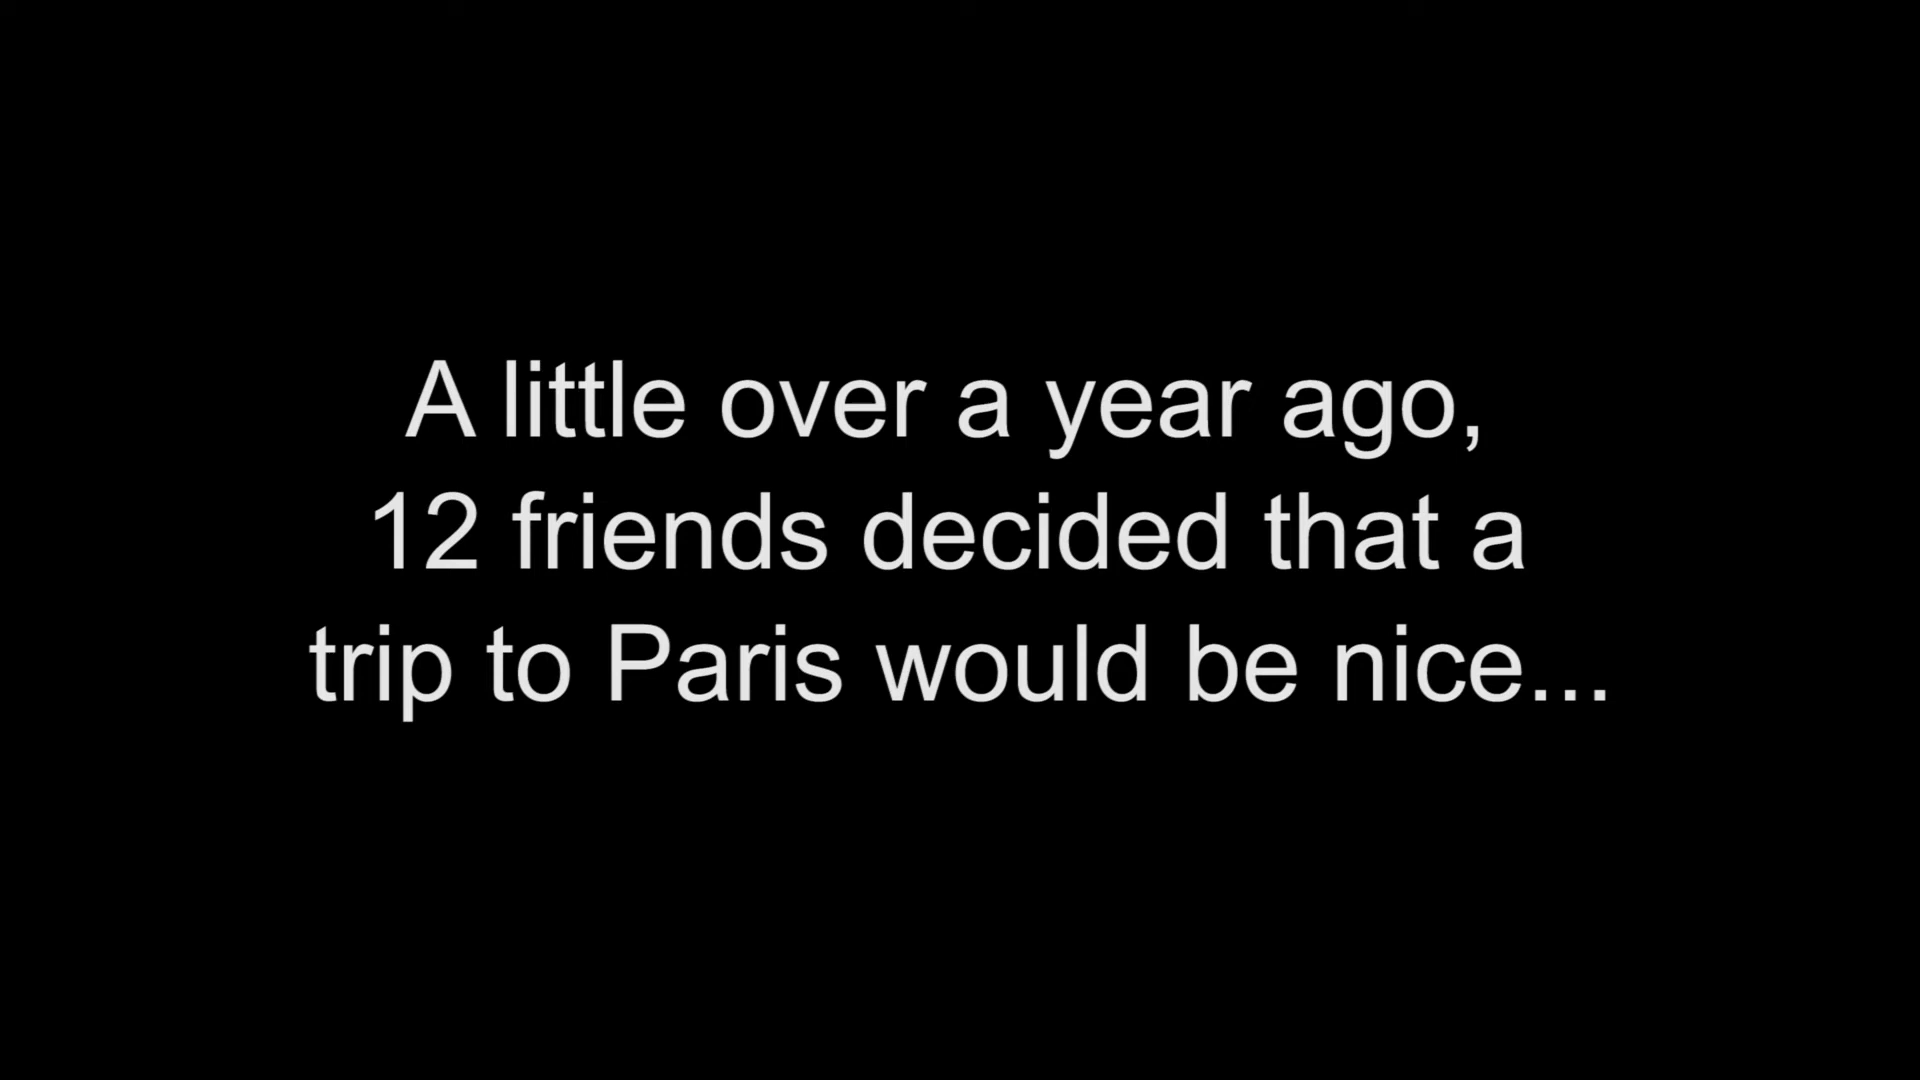 A little over a year ago,
12 friends decided that a
trip to Paris would be nice...